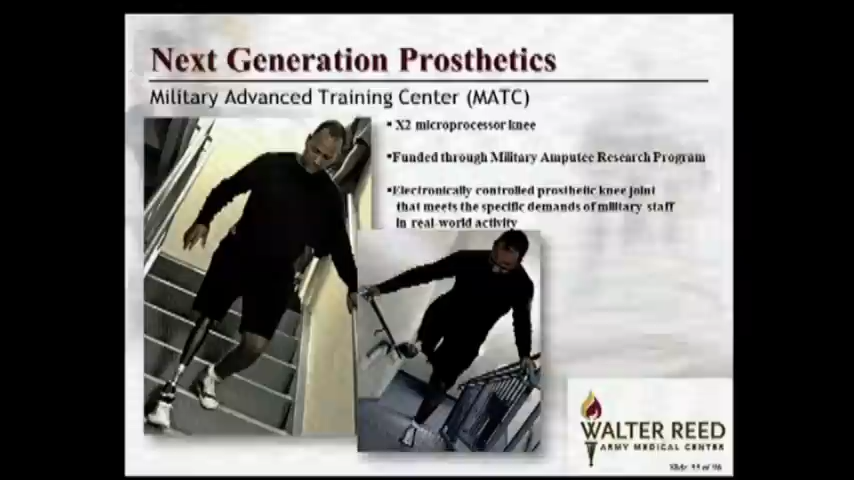 Next Generation Prosthetics
Military Advanced Training Center (MATC)
▪ X2 microprocessor knee
▪Funded through Military Amputee Research Program
▪Electronically controlled prosthetic knee joint
that meets the specific demands of military staff
in real-world activity
WALTER REED
ARMY MEDICAL CENTER
Slide of